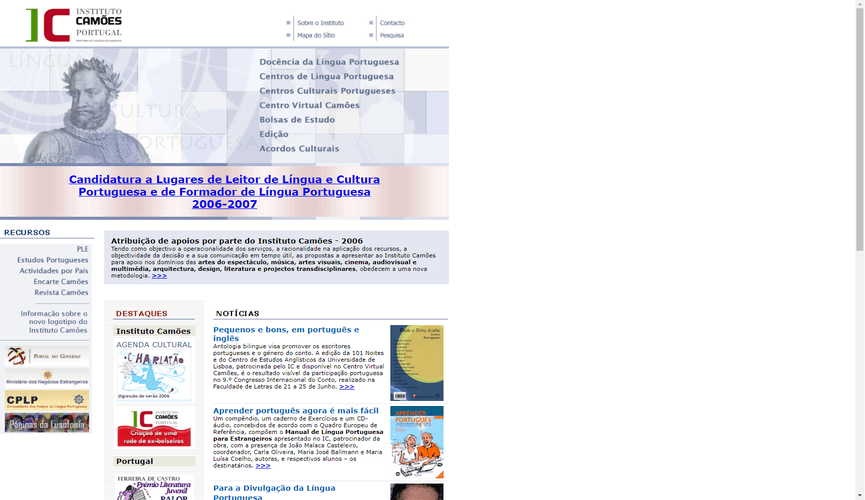 INSTITUTO
CAMÕES
PORTUGAL
Sobre o Instituto
Contacto
Mapa do Sítio
Pesquisa
LÍNGUA
CULTURA
PORTUGUESA
Docência da Língua Portuguesa
Centros de Língua Portuguesa
Centros Culturais Portugueses
Centro Virtual Camões
Bolsas de Estudo
Edição
Acordos Culturais
Candidatura a Lugares de Leitor de Língua e Cultura
Portuguesa e de Formador de Língua Portuguesa
2006-2007
RECURSOS
PLE
Estudos Portugueses
Actividades por País
Encarte Camões
Revista Camões
Informação sobre o
novo logotipo do
Instituto Camões
PORTAL DO GOVERNO
Ministério dos Negócios Estrangeiros
CPLP
Comunidade dos Países de Língua Portuguesa
Páginas da Lusofonia
Atribuição de apoios por parte do Instituto Camões - 2006
Tendo como objectivo a operacionalidade dos serviços, a racionalidade na aplicação dos recursos, a
objectividade da decisão e a sua comunicação em tempo útil, as propostas a apresentar ao Instituto Camões
para apoio nos domínios das artes do espectáculo, música, artes visuais, cinema, audiovisual e
multimédia, arquitectura, design, literatura e projectos transdisciplinares, obedecem a uma nova
metodologia. >>>
DESTAQUES
Instituto Camões
AGENDA CULTURAL
CHARLATÃO
digressão de verão 2006
INSTITUTO
CAMÕES
PORTUGAL
Criação de uma
rede de ex-bolseiros
Portugal
FERREIRA DE CASTRO
Prémio Literatura
Juvenil
NOTÍCIAS
Pequenos e bons, em português e
inglês
Antologia bilingue visa promover os escritores
portugueses e o género do conto. A edição da 101 Noites
e do Centro de Estudos Anglísticos da Universidade de
Lisboa, patrocinada pelo IC e disponível no Centro Virtual
Camões, é o resultado visível da participação portuguesa
no 9.º Congresso Internacional do Conto, realizado na
Faculdade de Letras de 21 a 25 de Junho. >>>
Aprender português agora é mais fácil
Um compêndio, um caderno de Exercícios e um CD-
áudio, concebidos de acordo com o Quadro Europeu de
Referência, compõem o Manual de Língua Portuguesa
para Estrangeiros apresentado no IC, patrocinador da
obra, com a presença de João Malaca Casteleiro,
coordenador, Carla Oliveira, Maria José Ballmann e Maria
Luísa Coelho, autoras, e respectivos alunos – os
destinatários. >>>
APRENDER
PORTUGUÊS
Para a Divulgação da Língua
Portuguesa